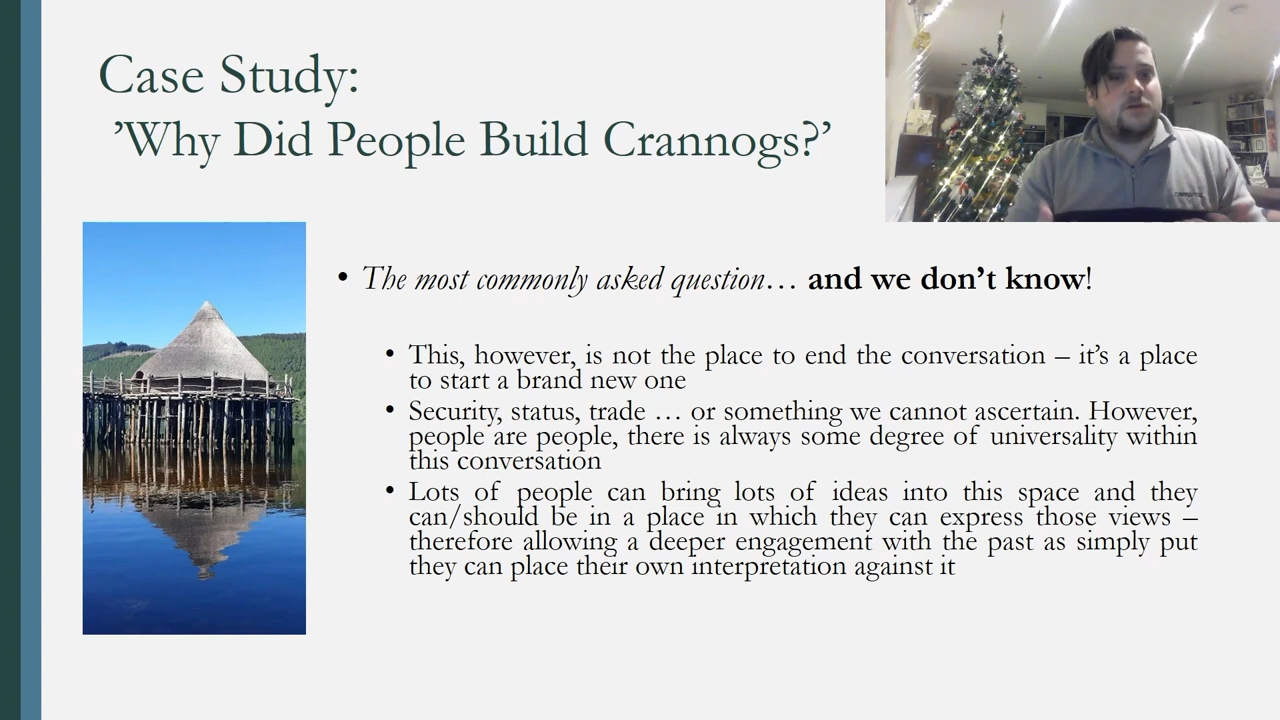 Case Study:
’Why Did People Build Crannogs?’
• The most commonly asked question… and we don’t know!
• This, however, is not the place to end the conversation – it’s a place
to start a brand new one
• Security, status, trade … or something we cannot ascertain. However,
people are people, there is always some degree of universality within
this conversation
• Lots of people can bring lots of ideas into this space and they
can/should be in a place in which they can express those views –
therefore allowing a deeper engagement with the past as simply put
they can place their own interpretation against it